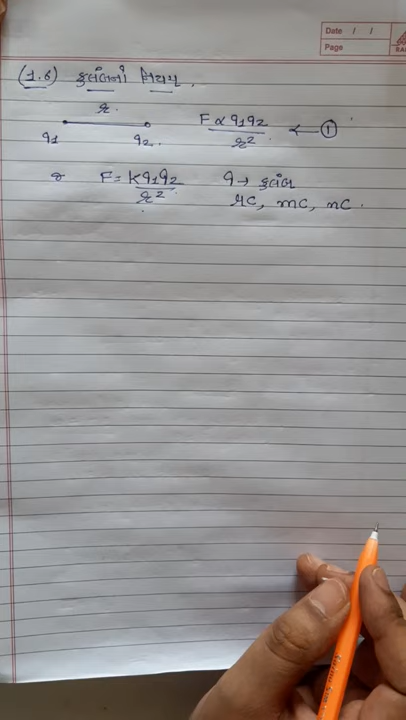 Date / /
Page
(1.6) કુલંબનો નિયમ.
r.
q1 q2. F ∝ q1q2 / r² ← ①
⇒ F = Kq1q2 / r² q → કુલંબ
μC, mC, nC.